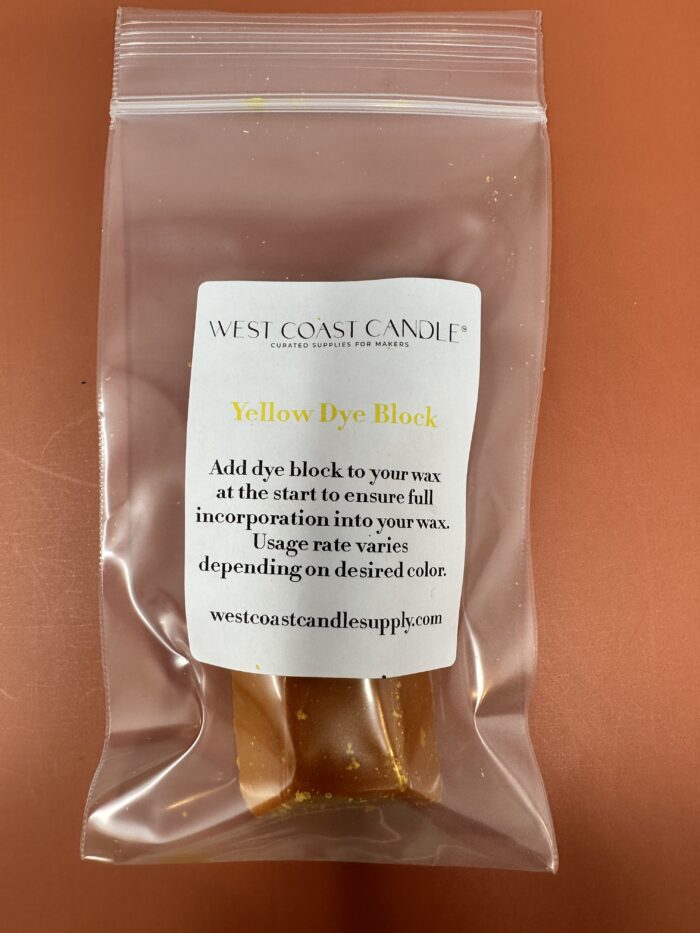 WEST COAST CANDLE
CURATED SUPPLIES FOR MAKERS
Yellow Dye Block
Add dye block to your wax
at the start to ensure full
incorporation into your wax.
Usage rate varies
depending on desired color.
westcoastcandlesupply.com